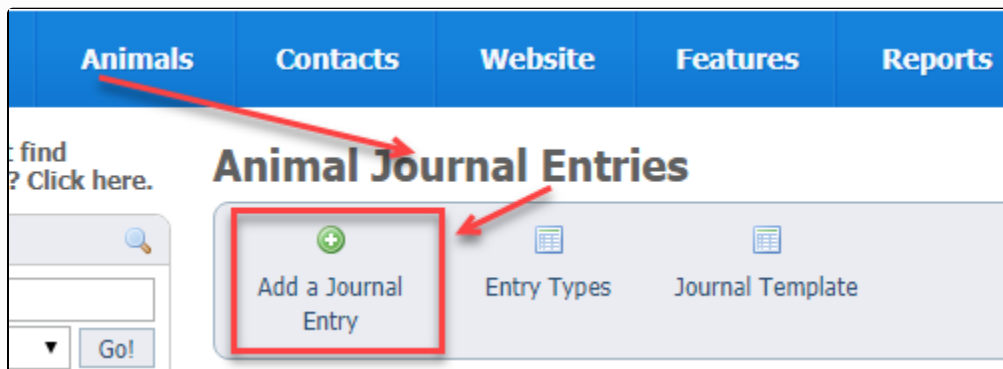 Animals Contacts Website Features Reports
find
? Click here.
Animal Journal Entries
Add a Journal Entry Types Journal Template
Entry
Go!